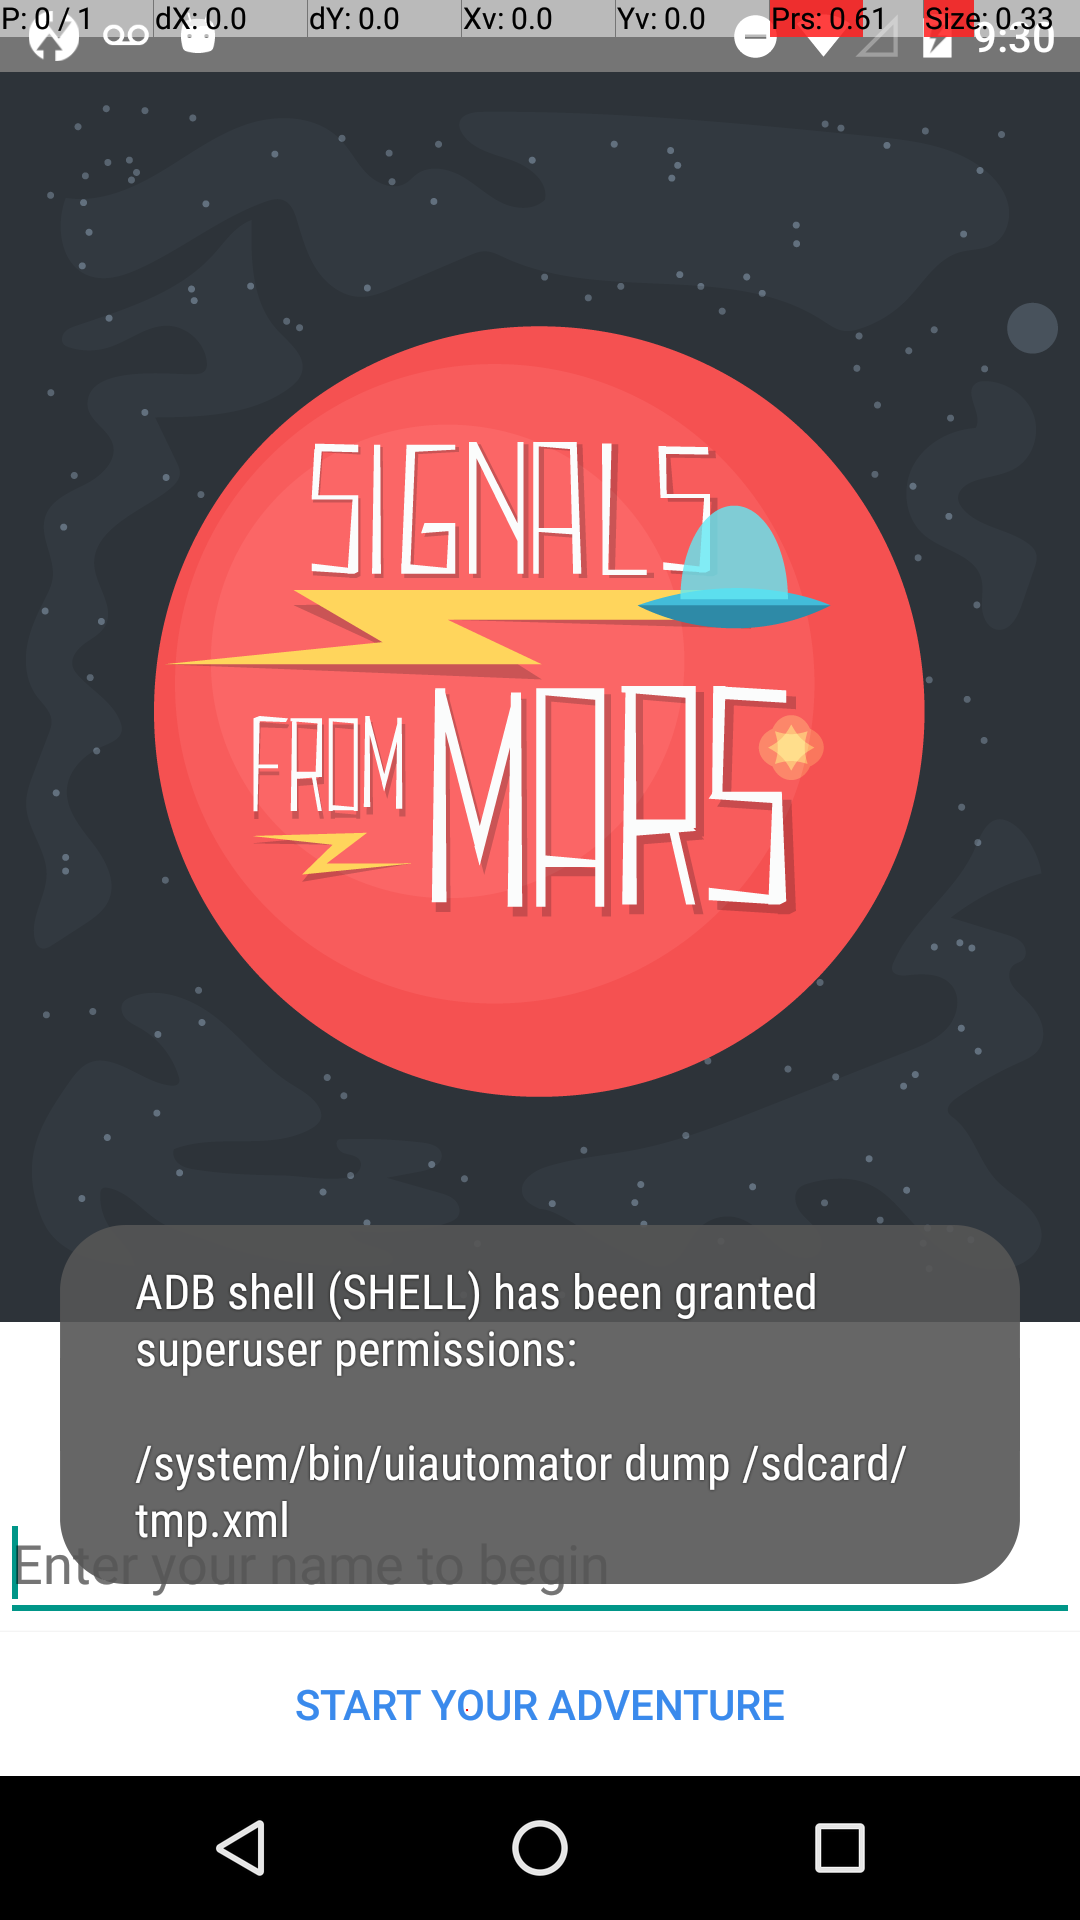 P: 0 / 1 dX: 0.0 dY: 0.0 Xv: 0.0 Yv: 0.0 Prs: 0.61 Size: 0.33
9:30
SIGNALS
FROM MARS
ADB shell (SHELL) has been granted
superuser permissions:
/system/bin/uiautomator dump /sdcard/
tmp.xml
Enter your name to begin
START YOUR ADVENTURE